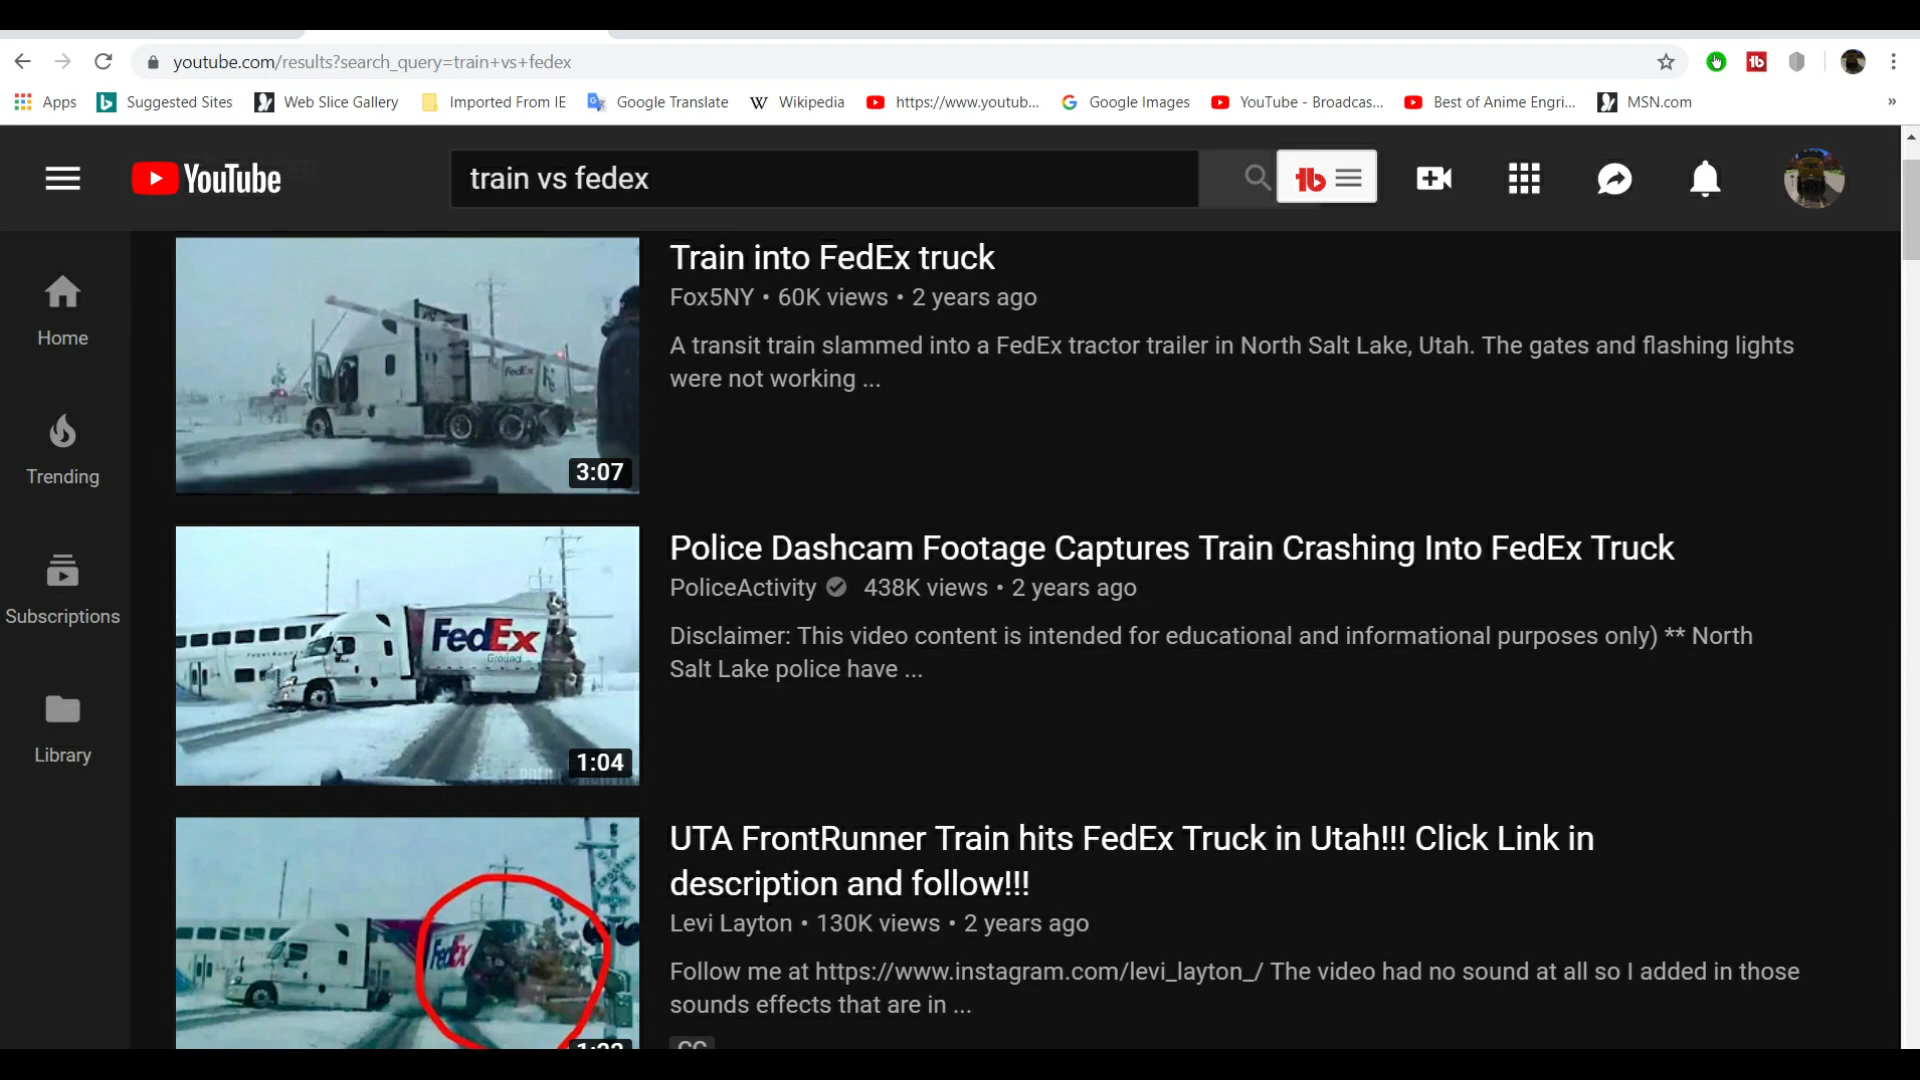 youtube.com/results?search_query=train+vs+fedex
Apps Suggested Sites Web Slice Gallery Imported From IE Google Translate Wikipedia https://www.youtub... Google Images YouTube - Broadcas... Best of Anime Engri... MSN.com »
YouTube train vs fedex
Home
Trending
Subscriptions
Library
FedEx
3:07
Train into FedEx truck
Fox5NY • 60K views • 2 years ago
A transit train slammed into a FedEx tractor trailer in North Salt Lake, Utah. The gates and flashing lights
were not working ...
FedEx
Ground
1:04
Police Dashcam Footage Captures Train Crashing Into FedEx Truck
PoliceActivity 438K views • 2 years ago
Disclaimer: This video content is intended for educational and informational purposes only) ** North
Salt Lake police have ...
FedEx
UTA FrontRunner Train hits FedEx Truck in Utah!!! Click Link in
description and follow!!!
Levi Layton • 130K views • 2 years ago
Follow me at https://www.instagram.com/levi_layton_/ The video had no sound at all so I added in those
sounds effects that are in ...
CC